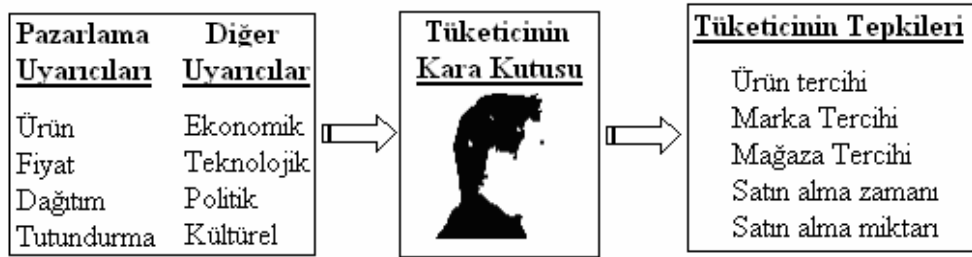 Pazarlama Diğer
Uyarıcıları Uyarıcılar
Ürün Ekonomik
Fiyat Teknolojik
Dağıtım Politik
Tutundurma Kültürel
Tüketicinin
Kara Kutusu
Tüketicinin Tepkileri
Ürün tercihi
Marka Tercihi
Mağaza Tercihi
Satın alma zamanı
Satın alma miktarı